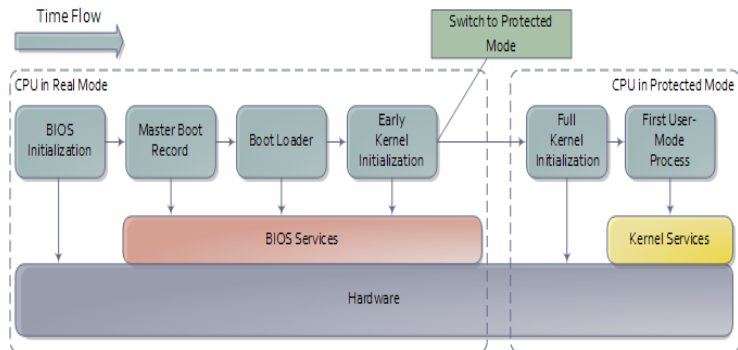 Time Flow
Switch to Protected
Mode
CPU in Real Mode
CPU in Protected Mode
BIOS
Initialization
Master Boot
Record
Boot Loader
Early
Kernel
Initialization
Full
Kernel
Initialization
First User-
Mode
Process
BIOS Services
Kernel Services
Hardware